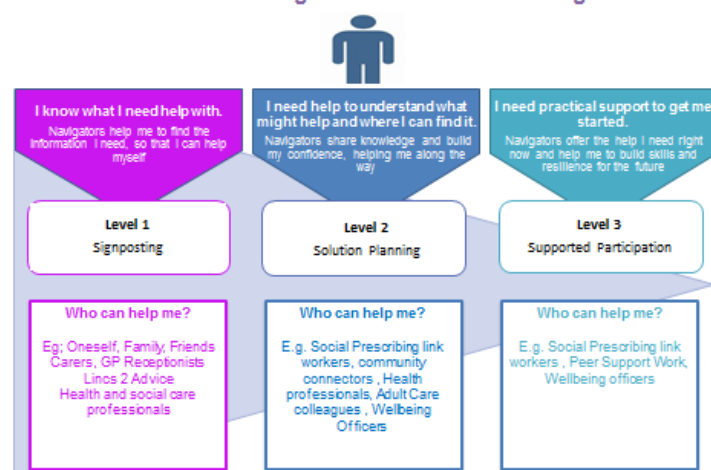 I know what I need help with.
Navigators help me to find the
information I need, so that I can help
myself
I need help to understand what
might help and where I can find it.
Navigators share knowledge and build
my confidence, helping me along the
way
I need practical support to get me
started.
Navigators offer the help I need right
now and help me to build skills and
resilience for the future
Level 1
Signposting
Level 2
Solution Planning
Level 3
Supported Participation
Who can help me?
Eg; Oneself, Family, Friends
Carers, GP Receptionists
Lincs 2 Advice
Health and social care
professionals
Who can help me?
E.g. Social Prescribing link
workers, community
connectors , Health
professionals, Adult Care
colleagues , Wellbeing
Officers
Who can help me?
E.g. Social Prescribing link
workers , Peer Support Work,
Wellbeing officers